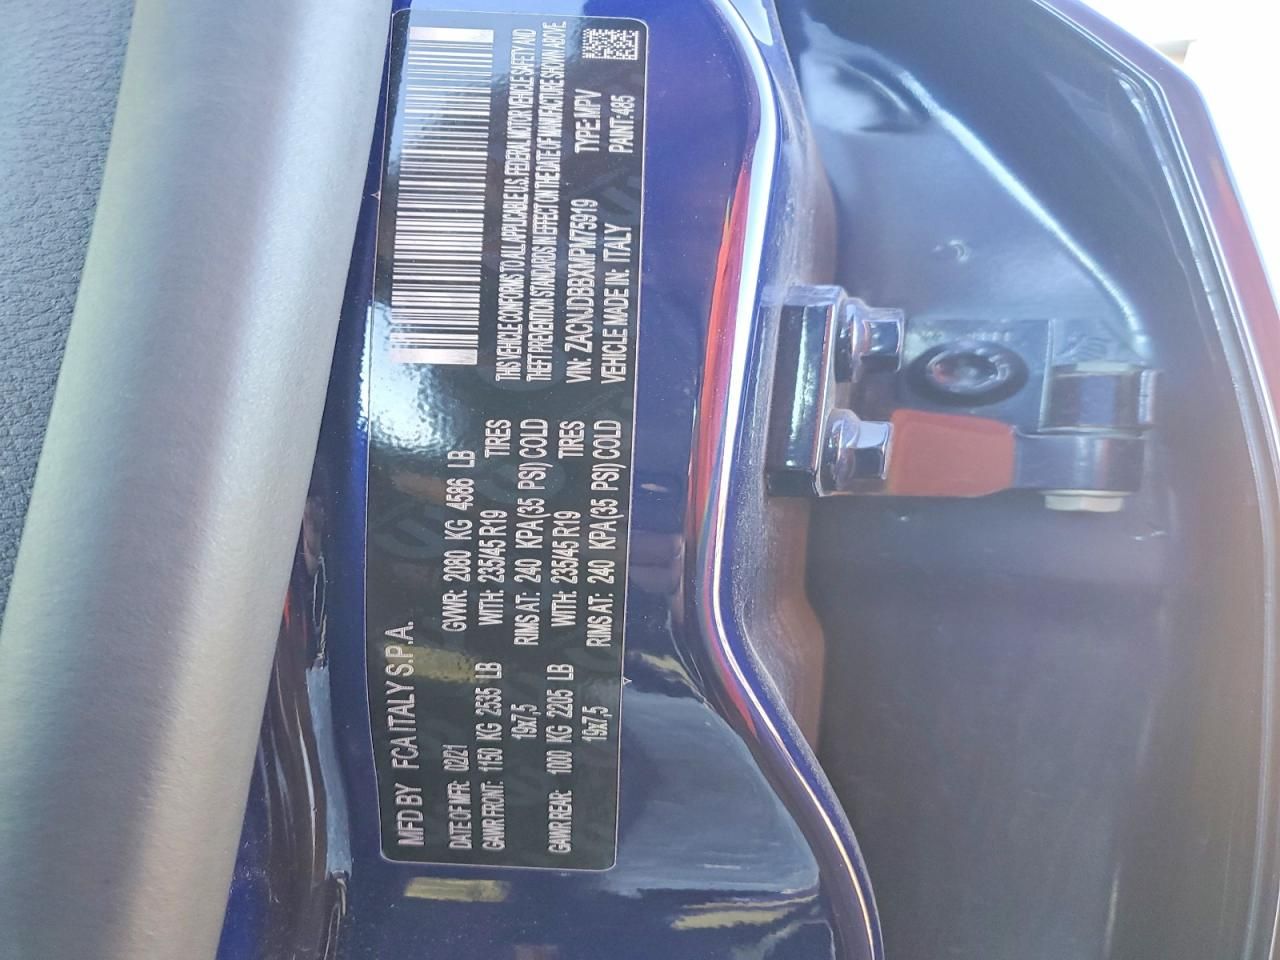 MFD BY FCA ITALY S.P.A.
DATE OF MFR: 02/21 GVWR: 2080 KG 4586 LB
GAWR FRONT: 1150 KG 2535 LB WITH: 235/45 R19 TIRES
19x7,5 RIMS AT: 240 KPA(35 PSI) COLD
GAWR REAR: 1000 KG 2205 LB WITH: 235/45 R19 TIRES
19x7,5 RIMS AT: 240 KPA(35 PSI) COLD
THIS VEHICLE CONFORMS TO ALL APPLICABLE U.S. FEDERAL MOTOR VEHICLE SAFETY AND
THEFT PREVENTION STANDARDS IN EFFECT ON THE DATE OF MANUFACTURE SHOWN ABOVE.
VIN: ZACNJDBBXMPM75919 TYPE: MPV
VEHICLE MADE IN: ITALY PAINT: 485